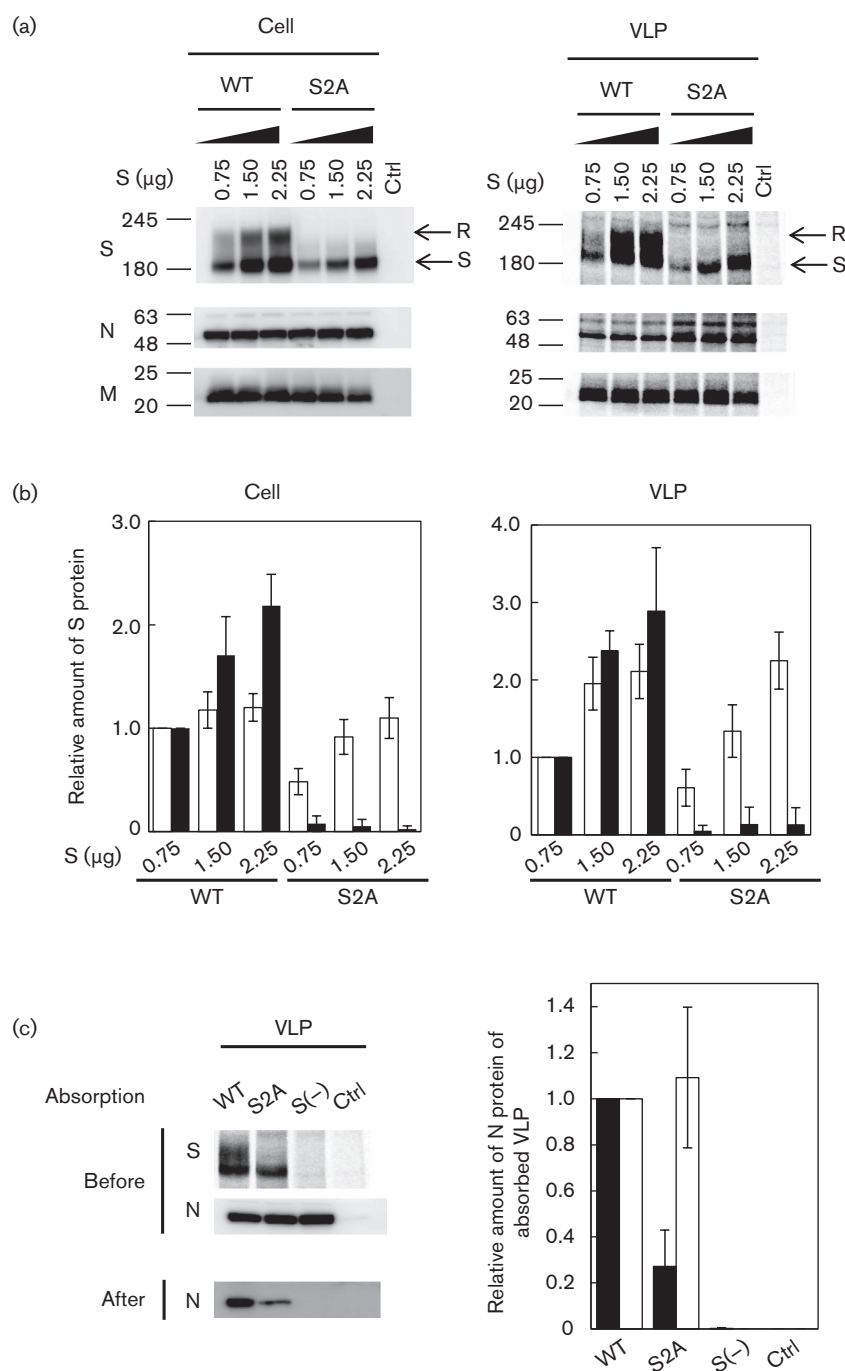 (a)
Cell
VLP
WT S2A
WT S2A
S (µg) 0.75 1.50 2.25 0.75 1.50 2.25 Ctrl
S (µg) 0.75 1.50 2.25 0.75 1.50 2.25 Ctrl
S 245 R
180 S
245 R
180 S
N 63
48
63
48
M 25
20
25
20
(b)
Cell
VLP
Relative amount of S protein
3.0
2.0
1.0
0
4.0
3.0
2.0
1.0
0
S (µg) 0.75 1.50 2.25 0.75 1.50 2.25
WT S2A
0.75 1.50 2.25 0.75 1.50 2.25
WT S2A
(c)
VLP
Absorption WT S2A S(−) Ctrl
Before S
N
After N
Relative amount of N protein of
absorbed VLP
1.4
1.2
1.0
0.8
0.6
0.4
0.2
0
WT S2A S(−) Ctrl